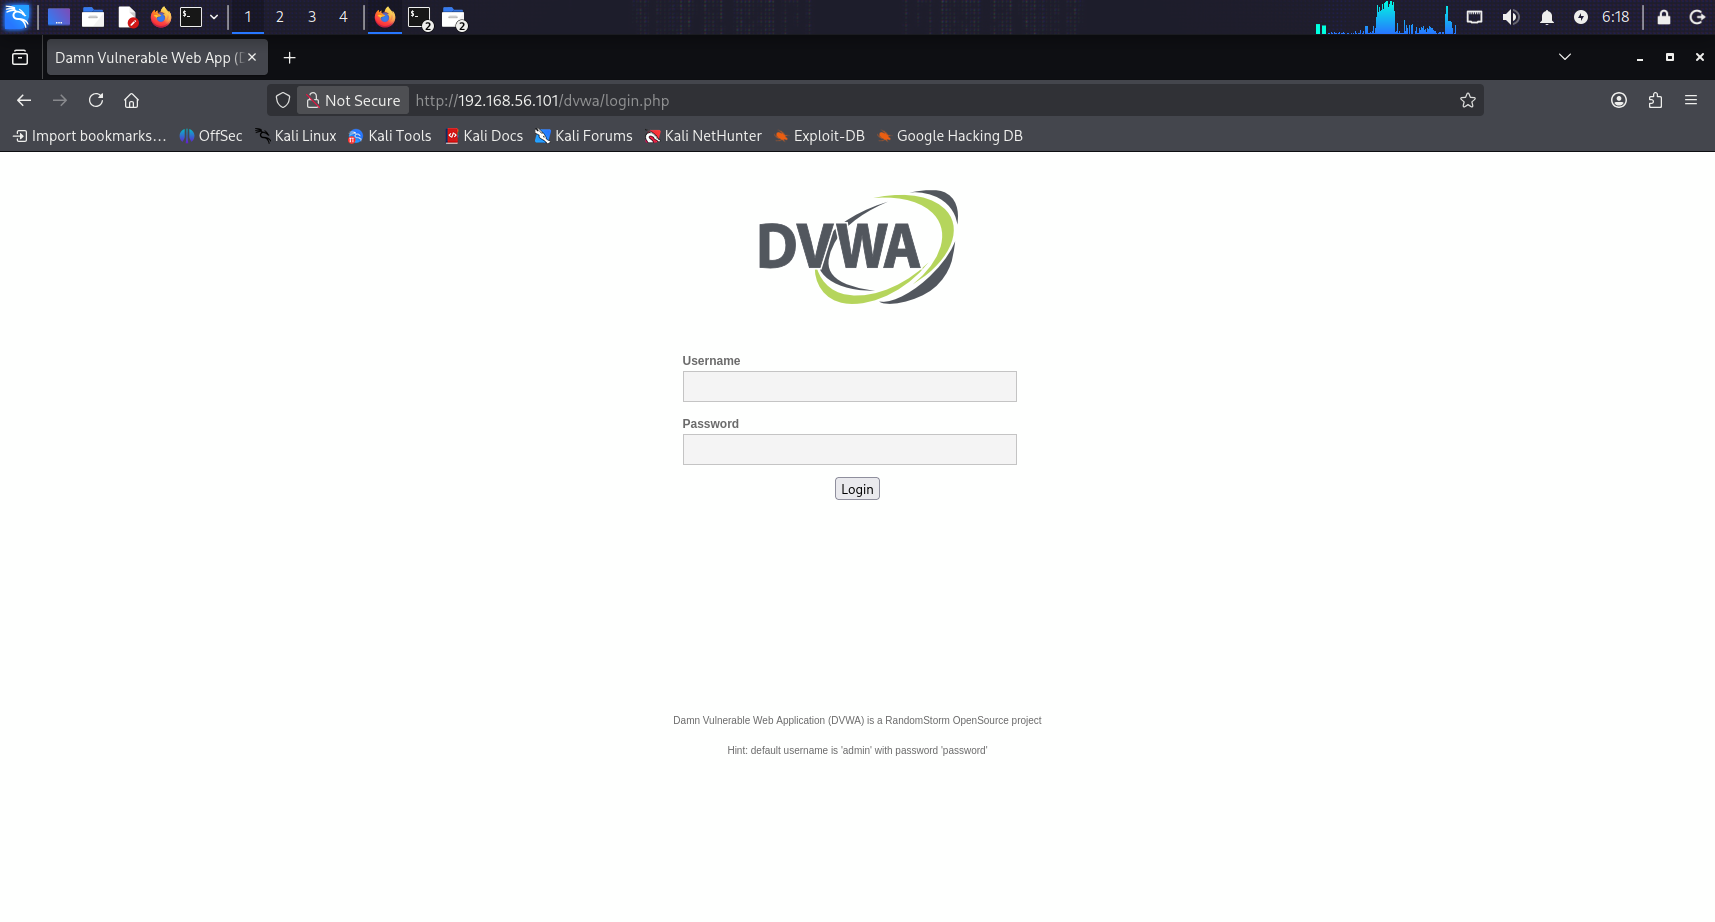 1 2 3 4 2 2 6:18
Damn Vulnerable Web App (D
Not Secure http://192.168.56.101/dvwa/login.php
Import bookmarks... OffSec Kali Linux Kali Tools Kali Docs Kali Forums Kali NetHunter Exploit-DB Google Hacking DB
DVWA
Username
Password
Login
Damn Vulnerable Web Application (DVWA) is a RandomStorm OpenSource project
Hint: default username is 'admin' with password 'password'